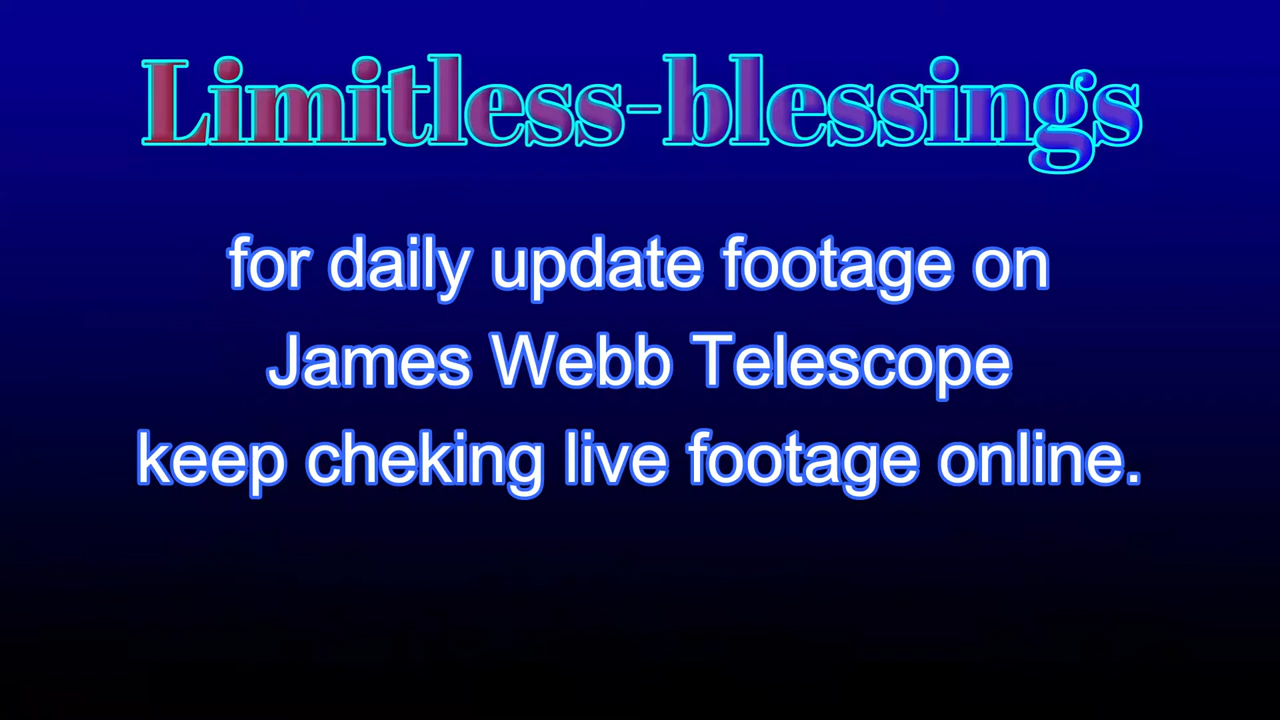 Limitless-blessings
for daily update footage on
James Webb Telescope
keep cheking live footage online.